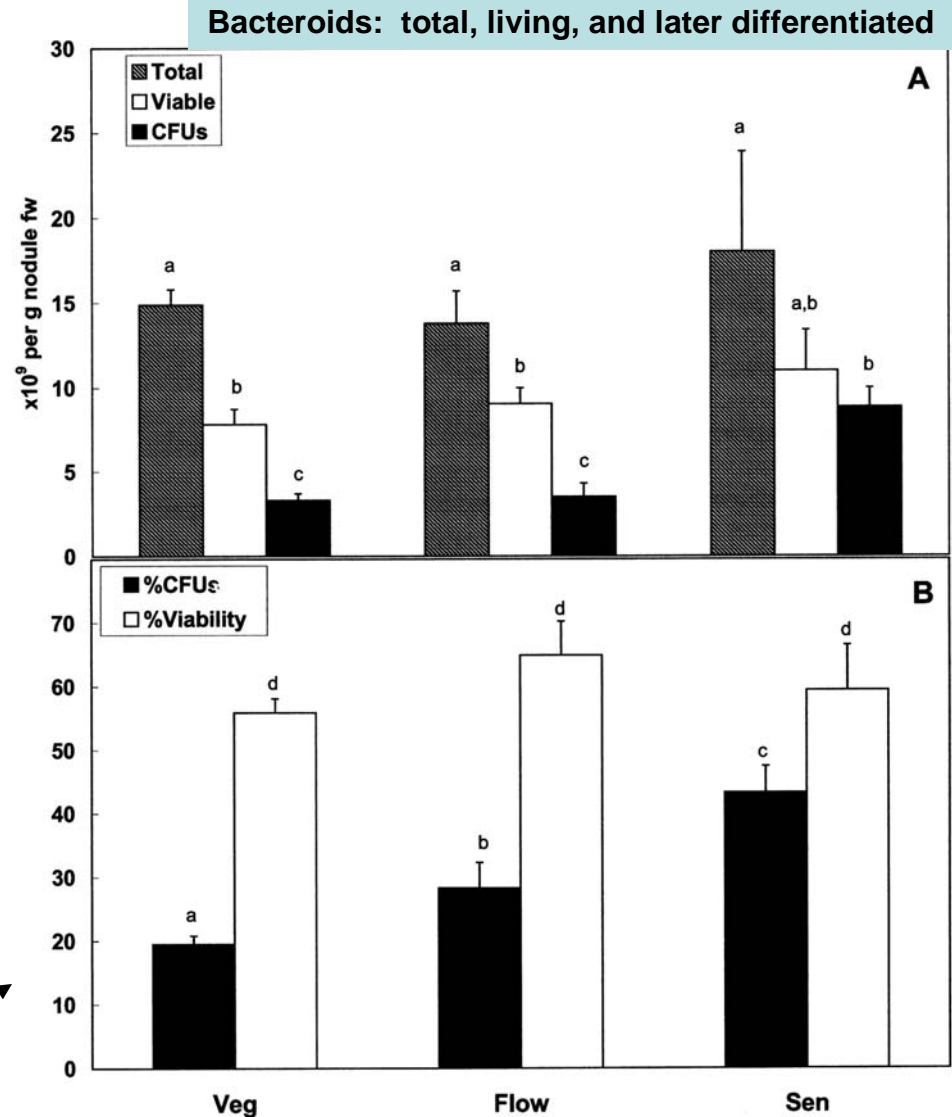 Bacteroids: total, living, and later differentiated
30
25
20
15
10
5
0
x10⁹ per g nodule fw
Total
Viable
CFUs
A
a
b
c
a
b
c
a
a,b
b
%CFUs
%Viability
B
70
60
50
40
30
20
10
0
a
d
b
d
c
d
Veg Flow Sen